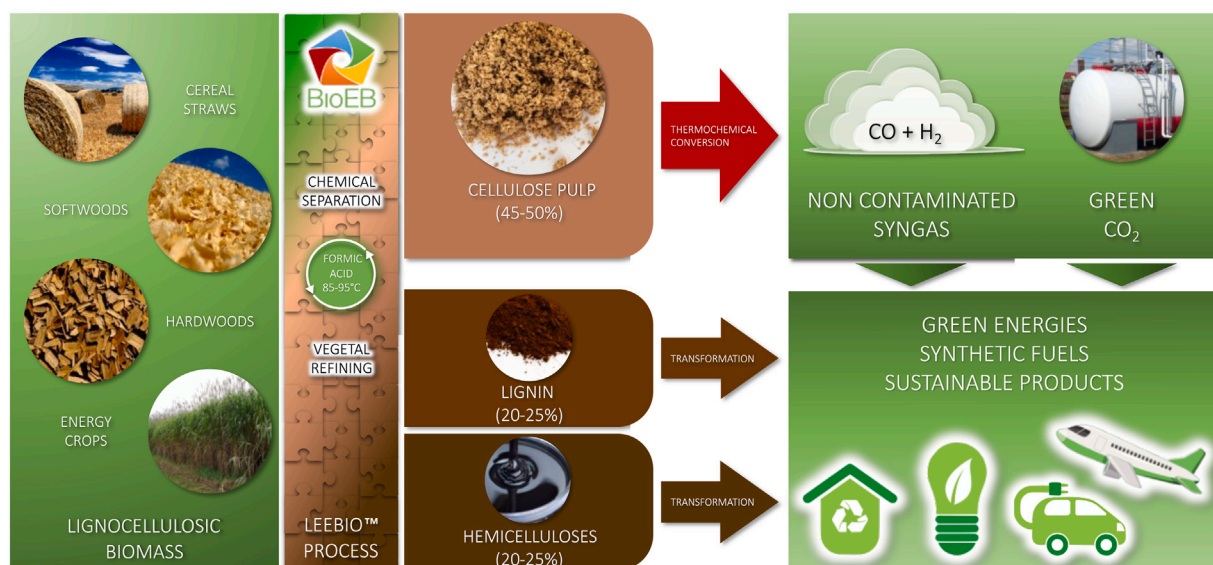 CEREAL
STRAWS
SOFTWOODS
HARDWOODS
ENERGY
CROPS
LIGNOCELLULOSIC
BIOMASS
BIOEB
CHEMICAL
SEPARATION
FORMIC
ACID
85-95°C
VEGETAL
REFINING
LEEBIO™
PROCESS
CELLULOSE PULP
(45-50%)
LIGNIN
(20-25%)
HEMICELLULOSES
(20-25%)
THERMOCHEMICAL
CONVERSION
TRANSFORMATION
TRANSFORMATION
CO + H₂
NON CONTAMINATED
SYNGAS
GREEN
CO₂
GREEN ENERGIES
SYNTHETIC FUELS
SUSTAINABLE PRODUCTS